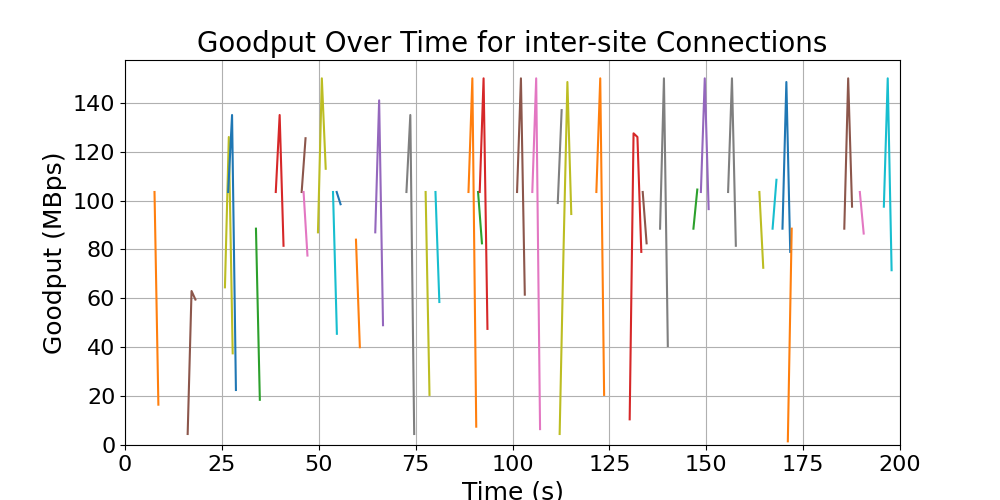 Goodput Over Time for inter-site Connections
Goodput (MBps)
140
120
100
80
60
40
20
0
0 25 50 75 100 125 150 175 200
Time (s)